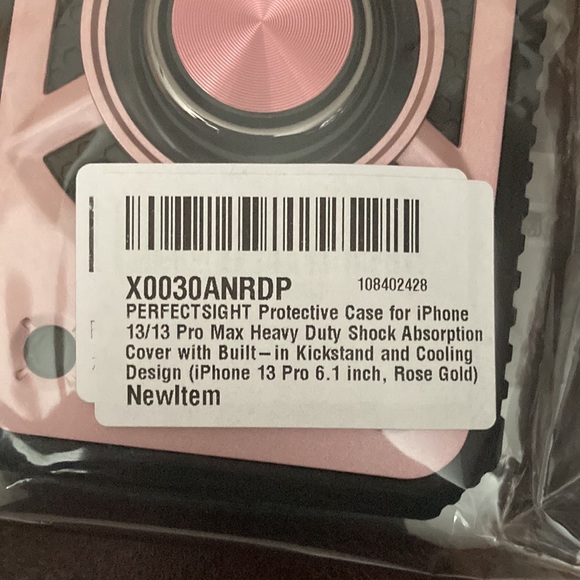 X0030ANRDP 108402428
PERFECTSIGHT Protective Case for iPhone
13/13 Pro Max Heavy Duty Shock Absorption
Cover with Built-in Kickstand and Cooling
Design (iPhone 13 Pro 6.1 inch, Rose Gold)
NewItem